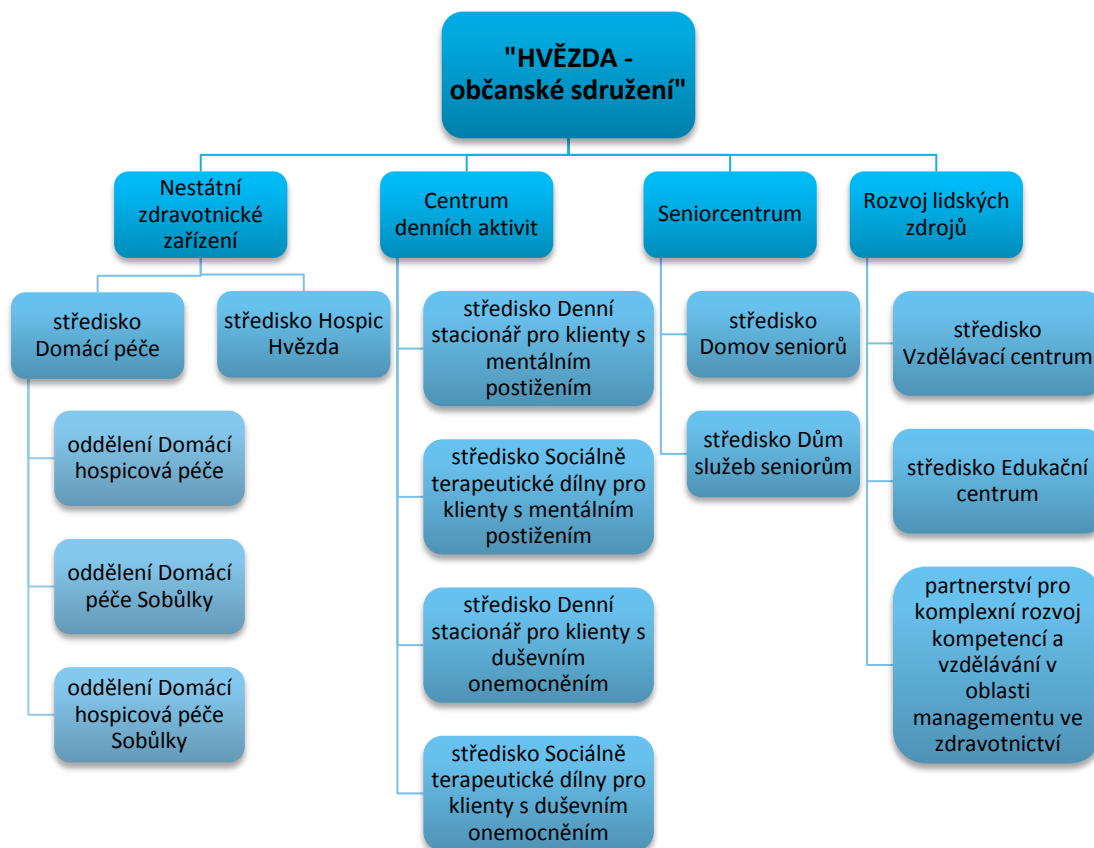 "HVĚZDA -
občanské sdružení"
Nestátní
zdravotnické
zařízení
Centrum
denních aktivit
Seniorcentrum
Rozvoj lidských
zdrojů
středisko
Domácí péče
středisko Hospic
Hvězda
oddělení Domácí
hospicová péče
oddělení Domácí
péče Sobůlky
oddělení Domácí
hospicová péče
Sobůlky
středisko Denní
stacionář pro klienty s
mentálním
postižením
středisko Sociálně
terapeutické dílny pro
klienty s mentálním
postižením
středisko Denní
stacionář pro klienty s
duševním
onemocněním
středisko Sociálně
terapeutické dílny pro
klienty s duševním
onemocněním
středisko
Domov seniorů
středisko Dům
služeb seniorům
středisko
Vzdělávací centrum
středisko Edukační
centrum
partnerství pro
komplexní rozvoj
kompetencí a
vzdělávání v
oblasti
managementu ve
zdravotnictví